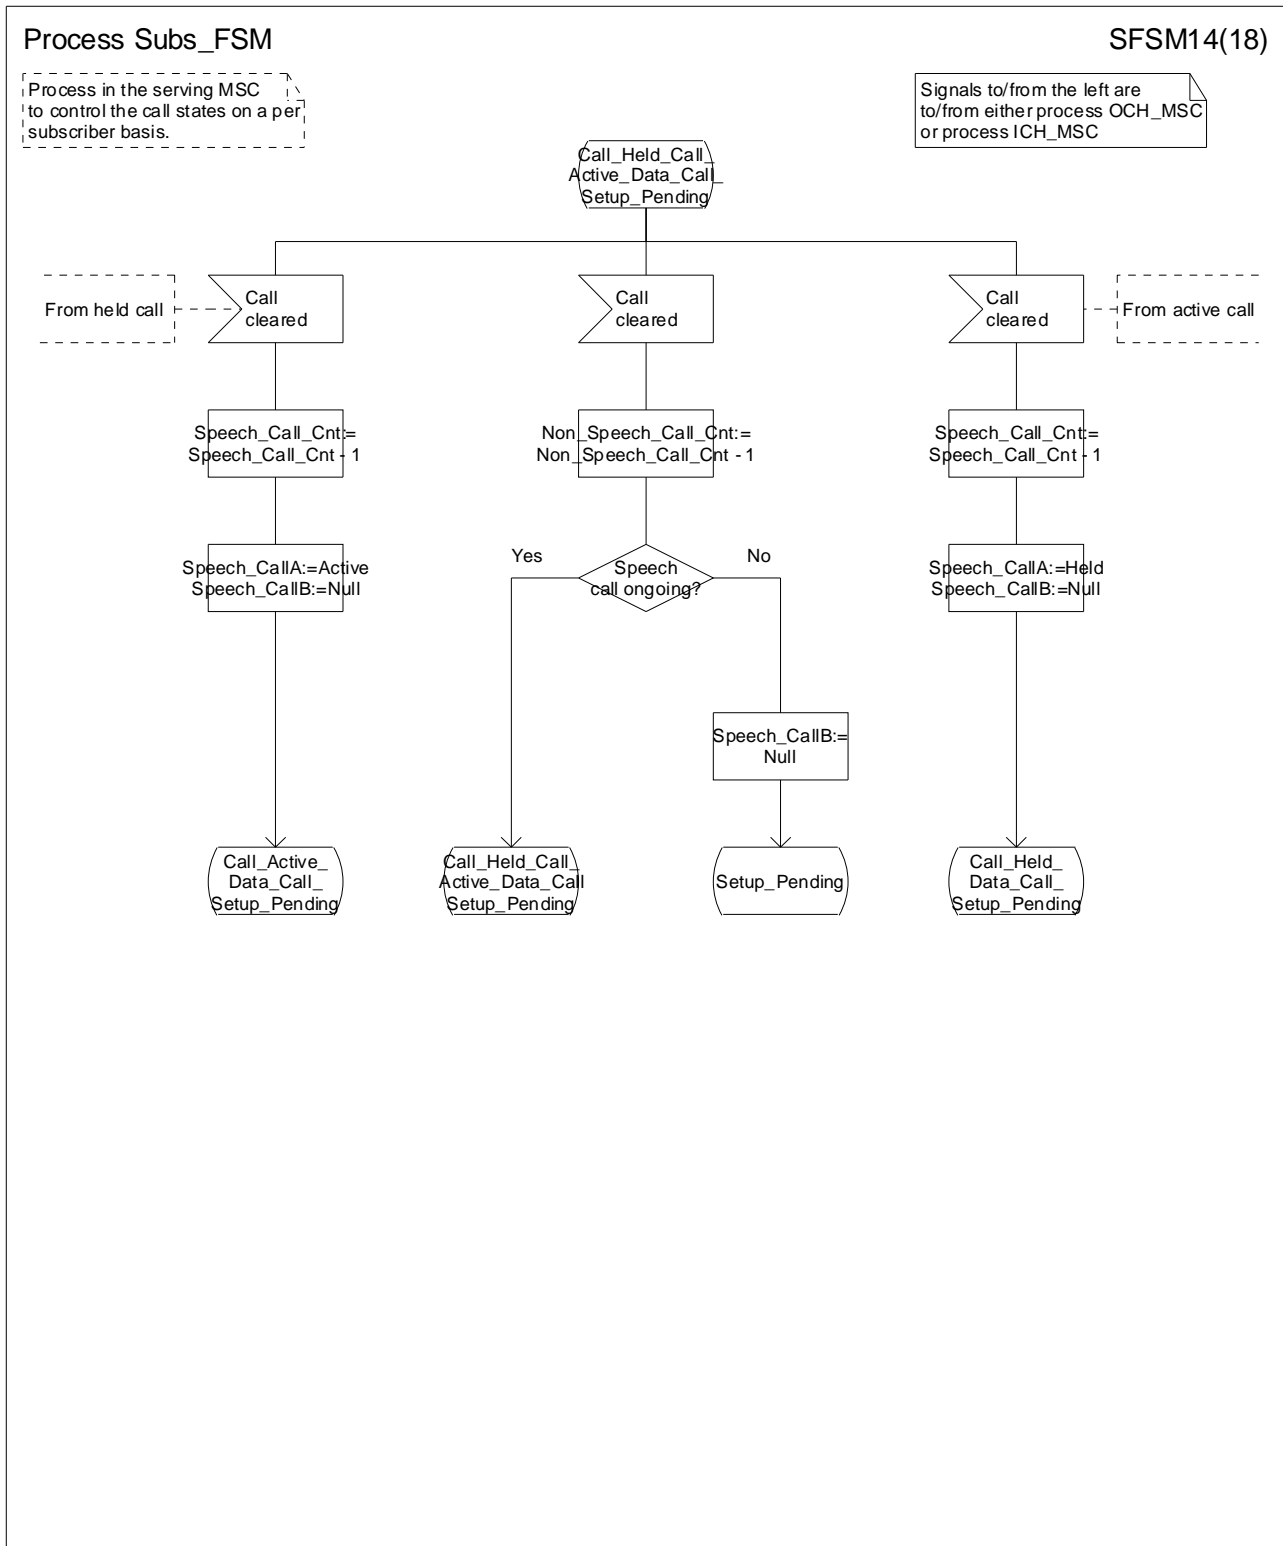 Process Subs_FSM
SFSM14(18)
Process in the serving MSC
to control the call states on a per
subscriber basis.
Signals to/from the left are
to/from either process OCH_MSC
or process ICH_MSC
Call_Held_Call_
Active_Data_Call_
Setup_Pending
From held call
Call
cleared
Call
cleared
Call
cleared
From active call
Speech_Call_Cnt:=
Speech_Call_Cnt - 1
Non_Speech_Call_Cnt:=
Non_Speech_Call_Cnt - 1
Speech_Call_Cnt:=
Speech_Call_Cnt - 1
Speech_CallA:=Active
Speech_CallB:=Null
Yes
Speech
call ongoing?
No
Speech_CallA:=Held
Speech_CallB:=Null
Speech_CallB:=
Null
Call_Active_
Data_Call_
Setup_Pending
Call_Held_Call_
Active_Data_Call
Setup_Pending
Setup_Pending
Call_Held_
Data_Call_
Setup_Pending